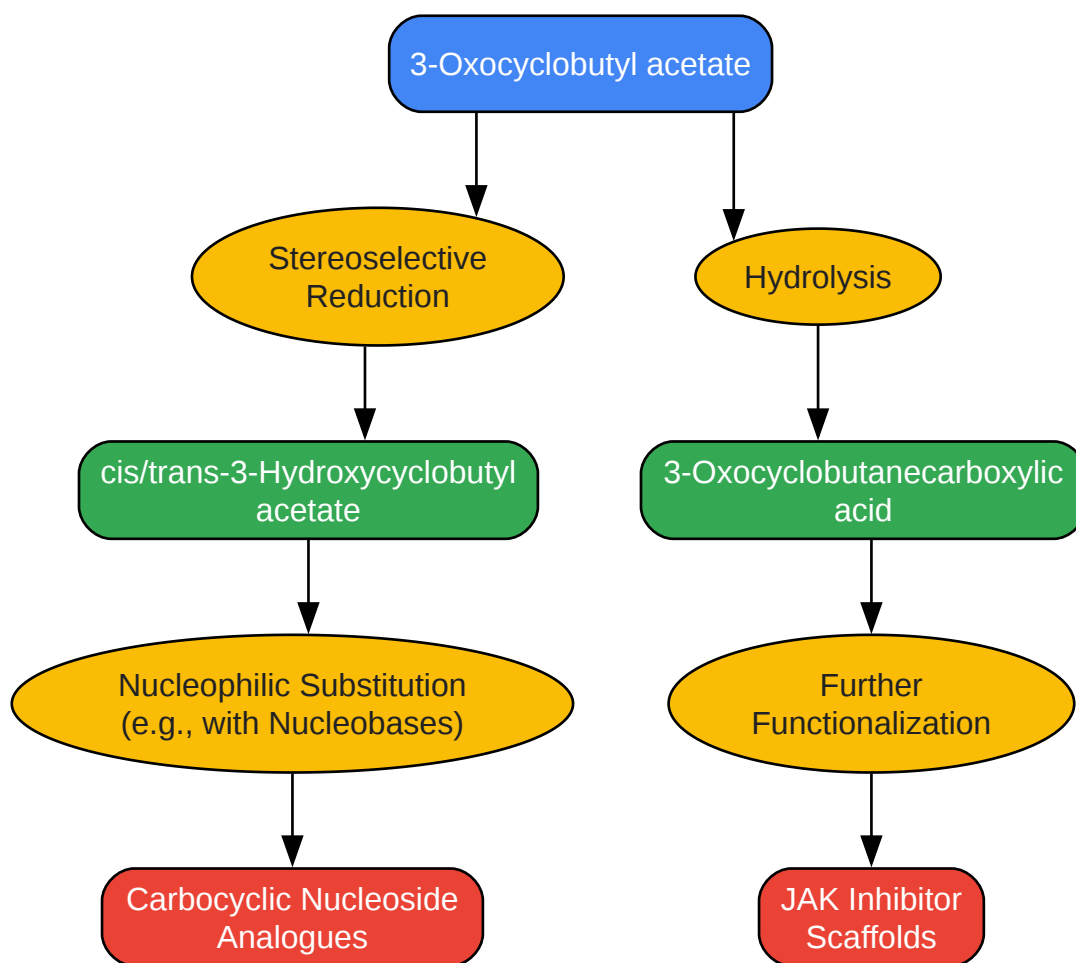 3-Oxocyclobutyl acetate
Stereoselective
Reduction
Hydrolysis
cis/trans-3-Hydroxycyclobutyl
acetate
3-Oxocyclobutanecarboxylic
acid
Nucleophilic Substitution
(e.g., with Nucleobases)
Further
Functionalization
Carbocyclic Nucleoside
Analogues
JAK Inhibitor
Scaffolds